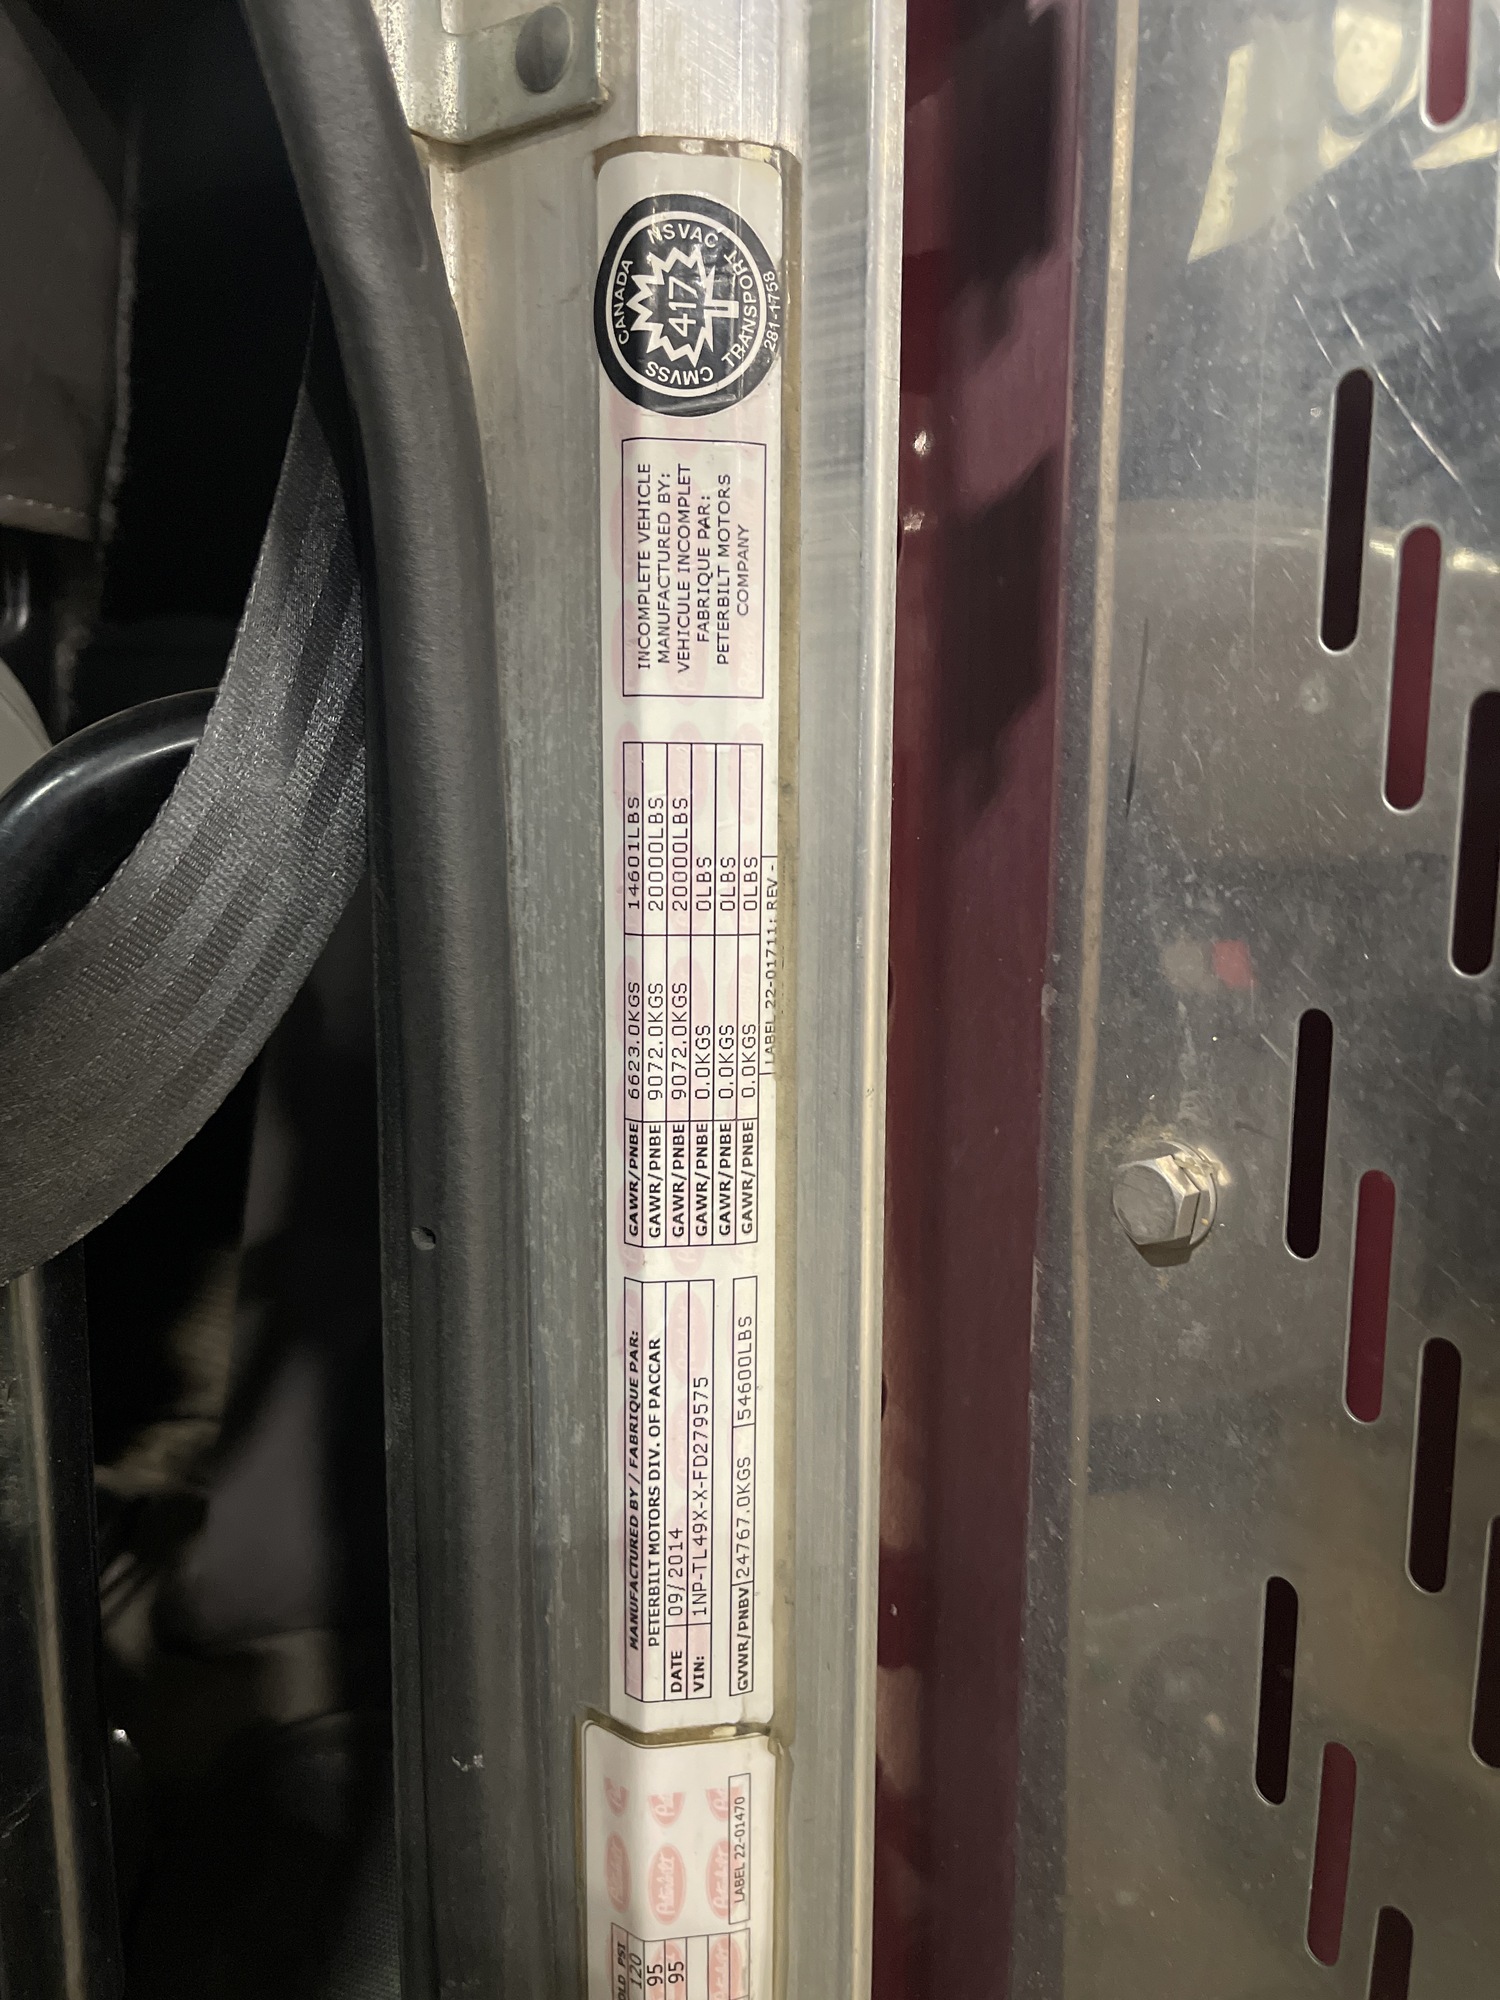 CANADA
NSVAC
TRANSPORT
CMVSS
417
281-1758
INCOMPLETE VEHICLE
MANUFACTURED BY:
VEHICULE INCOMPLET
FABRIQUE PAR:
PETERBILT MOTORS
COMPANY
GAWR/PNBE 6623.0KGS 14601LBS
GAWR/PNBE 9072.0KGS 20000LBS
GAWR/PNBE 9072.0KGS 20000LBS
GAWR/PNBE 0.0KGS 0LBS
GAWR/PNBE 0.0KGS 0LBS
GAWR/PNBE 0.0KGS 0LBS
LABEL 22-01711: REV -
MANUFACTURED BY / FABRIQUE PAR:
PETERBILT MOTORS DIV. OF PACCAR
DATE 09/2014
VIN: 1NP-TL49X-X-FD279575
GVWR/PNBV 24767.0KGS 54600LBS
Peterbilt
Peterbilt
Peterbilt
LABEL 22-01470
PSI
120
95
95